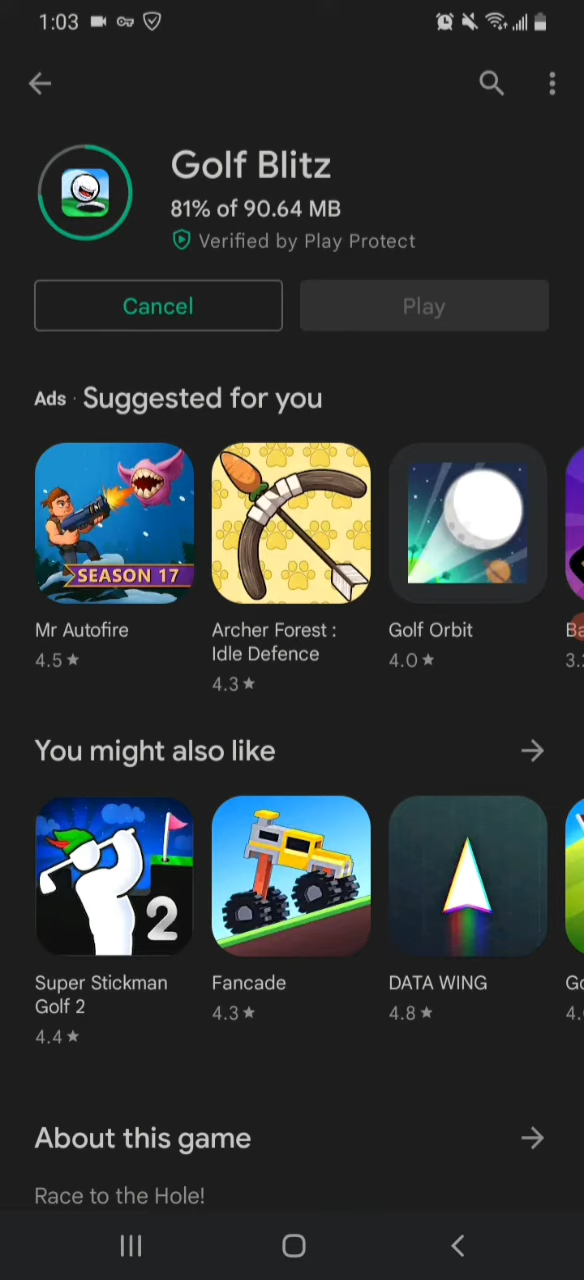 1:03
Golf Blitz
81% of 90.64 MB
Verified by Play Protect
Cancel
Play
Ads · Suggested for you
SEASON 17
Mr Autofire
4.5★
Archer Forest :
Idle Defence
4.3★
Golf Orbit
4.0★
You might also like
2
Super Stickman
Golf 2
4.4★
Fancade
4.3★
DATA WING
4.8★
About this game
Race to the Hole!